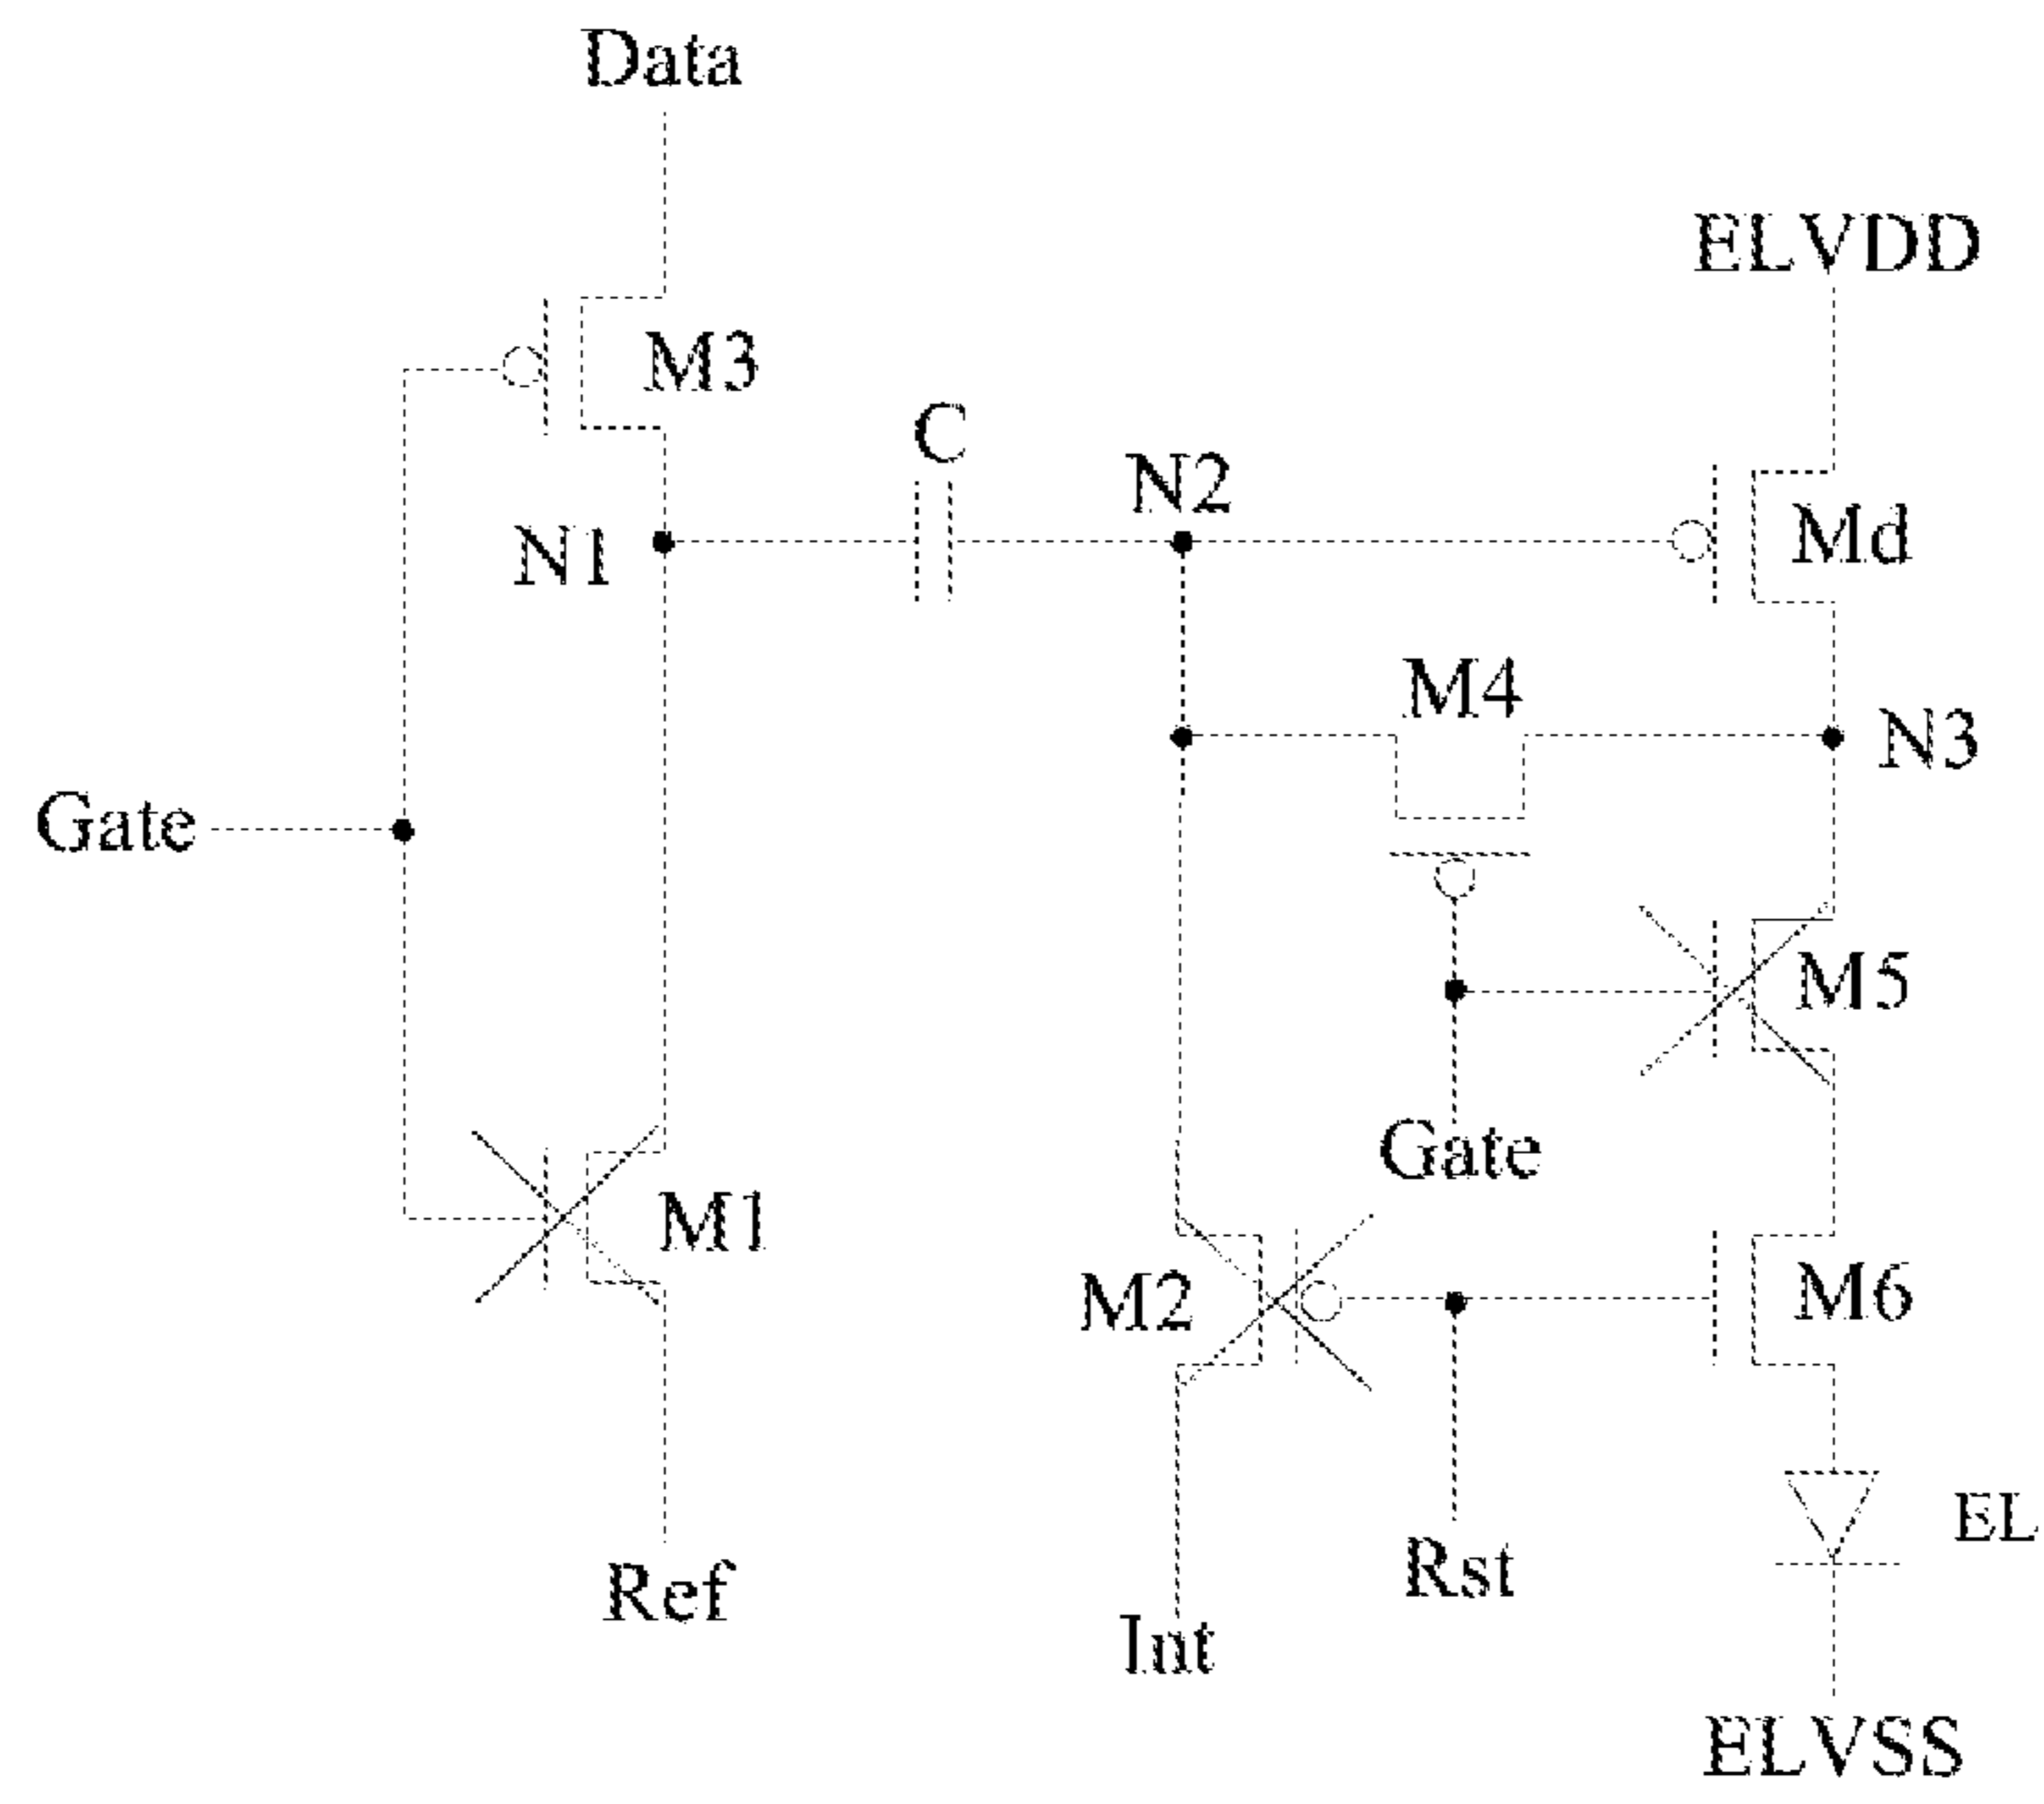 Data
ELVDD
M3
C
N2
N1
Md
M4
N3
Gate
M5
Gate
M1
M2
M6
EL
Rst
Ref
Int
ELVSS